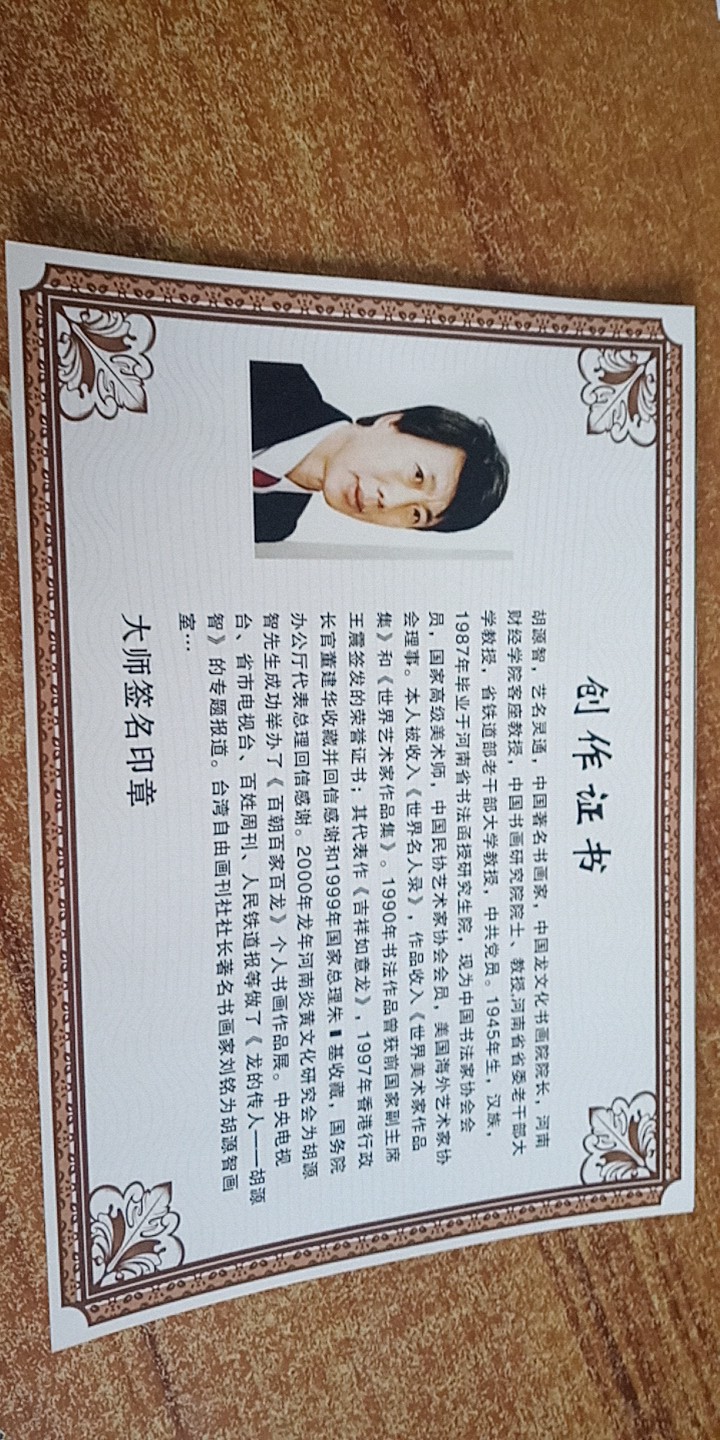 创作证书
胡源智，艺名灵通，中国著名书画家，中国龙文化书画院院长，河南
财经学院客座教授，中国书画研究院院士、教授,河南省省委老干部大
学教授，省铁道部老干部大学教授，中共党员。1945年生，汉族，
1987年毕业于河南省书法函授研究生院，现为中国书法家协会会
员，国家高级美术师，中国民协艺术家协会会员，美国海外艺术家协
会理事。本人被收入《世界名人录》，作品收入《世界美术家作品
集》和《世界艺术家作品集》。1990年书法作品曾获前国家副主席
王震签发的荣誉证书；其代表作《吉祥如意龙》，1997年香港行政
长官董建华收藏并回信感谢和1999年国家总理朱▮基收藏，国务院
办公厅代表总理回信感谢。2000年龙年河南炎黄文化研究会为胡源
智先生成功举办了《百朝百家百龙》个人书画作品展。中央电视
台、省市电视台、百姓周刊、人民铁道报等做了《龙的传人——胡源
智》的专题报道。台湾自由画刊社社长著名书画家刘铭为胡源智画
室…
大师签名印章